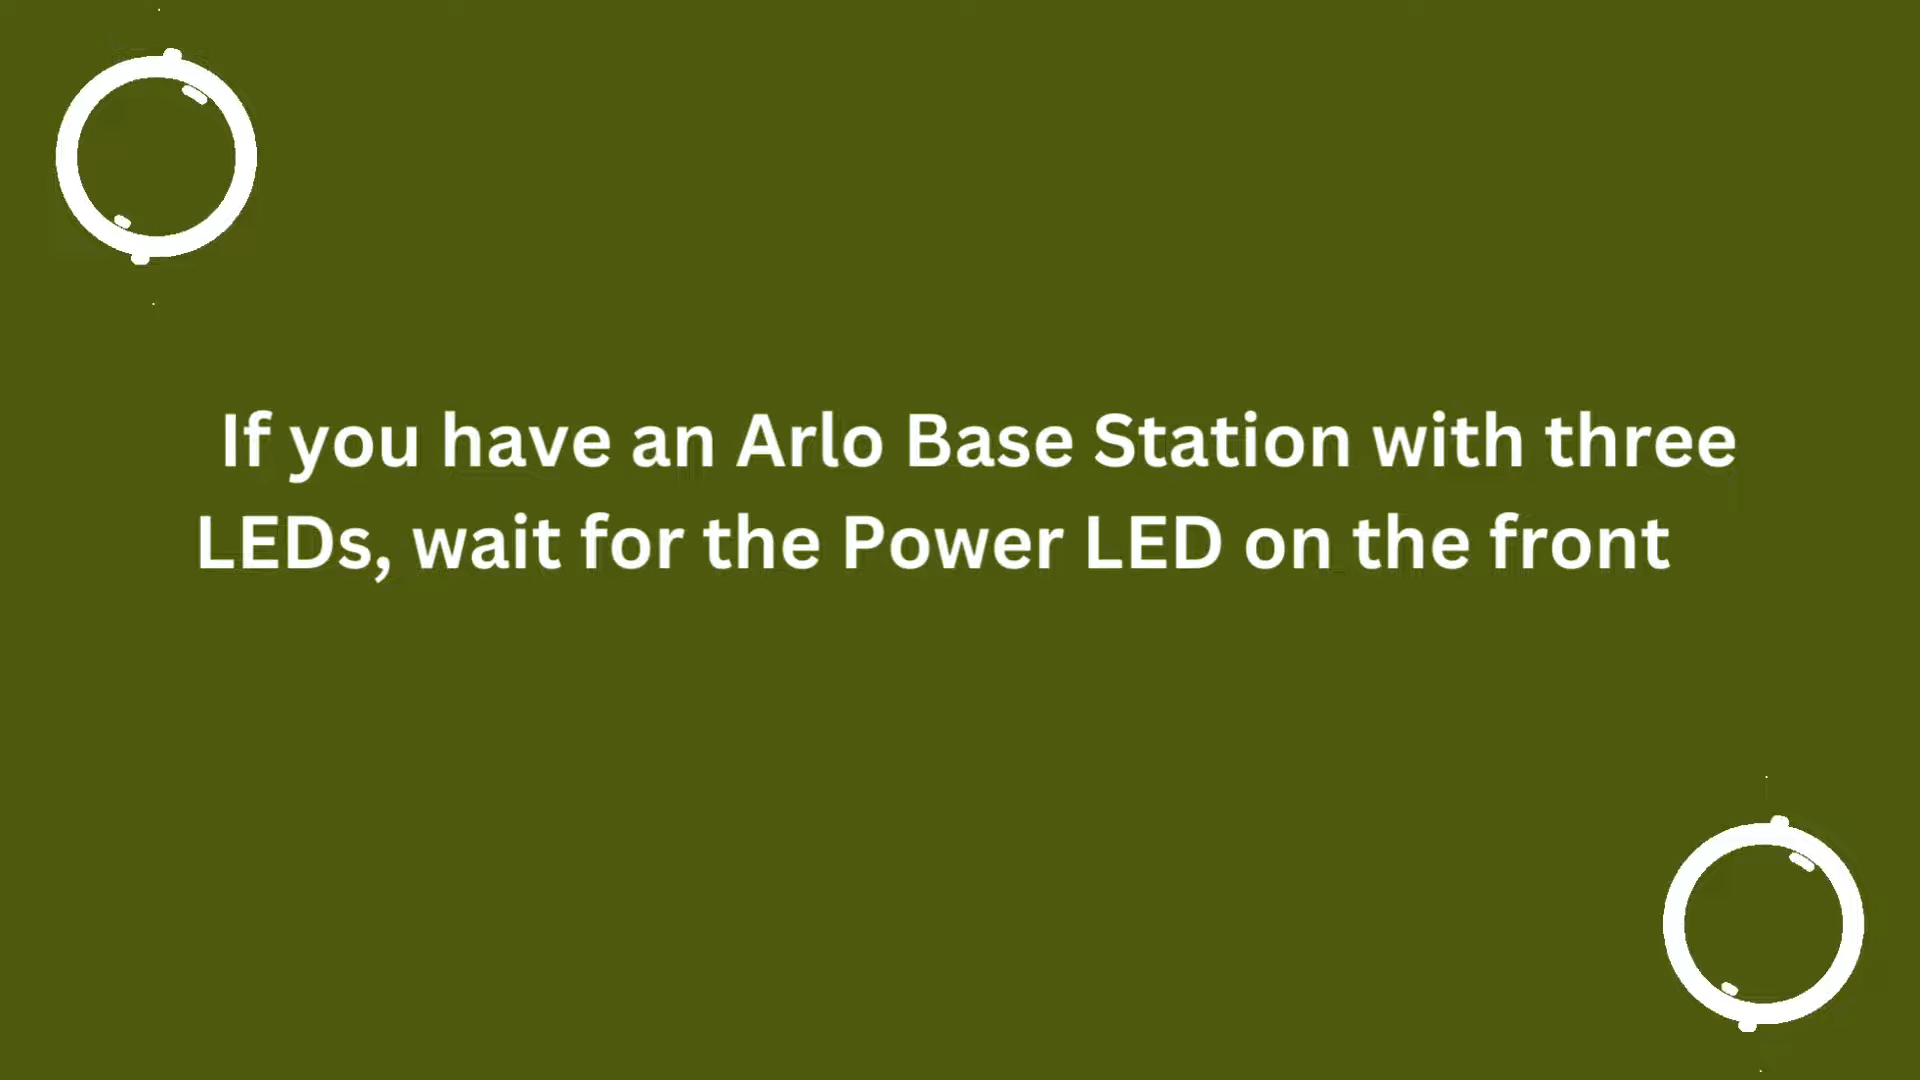 If you have an Arlo Base Station with three
LEDs, wait for the Power LED on the front